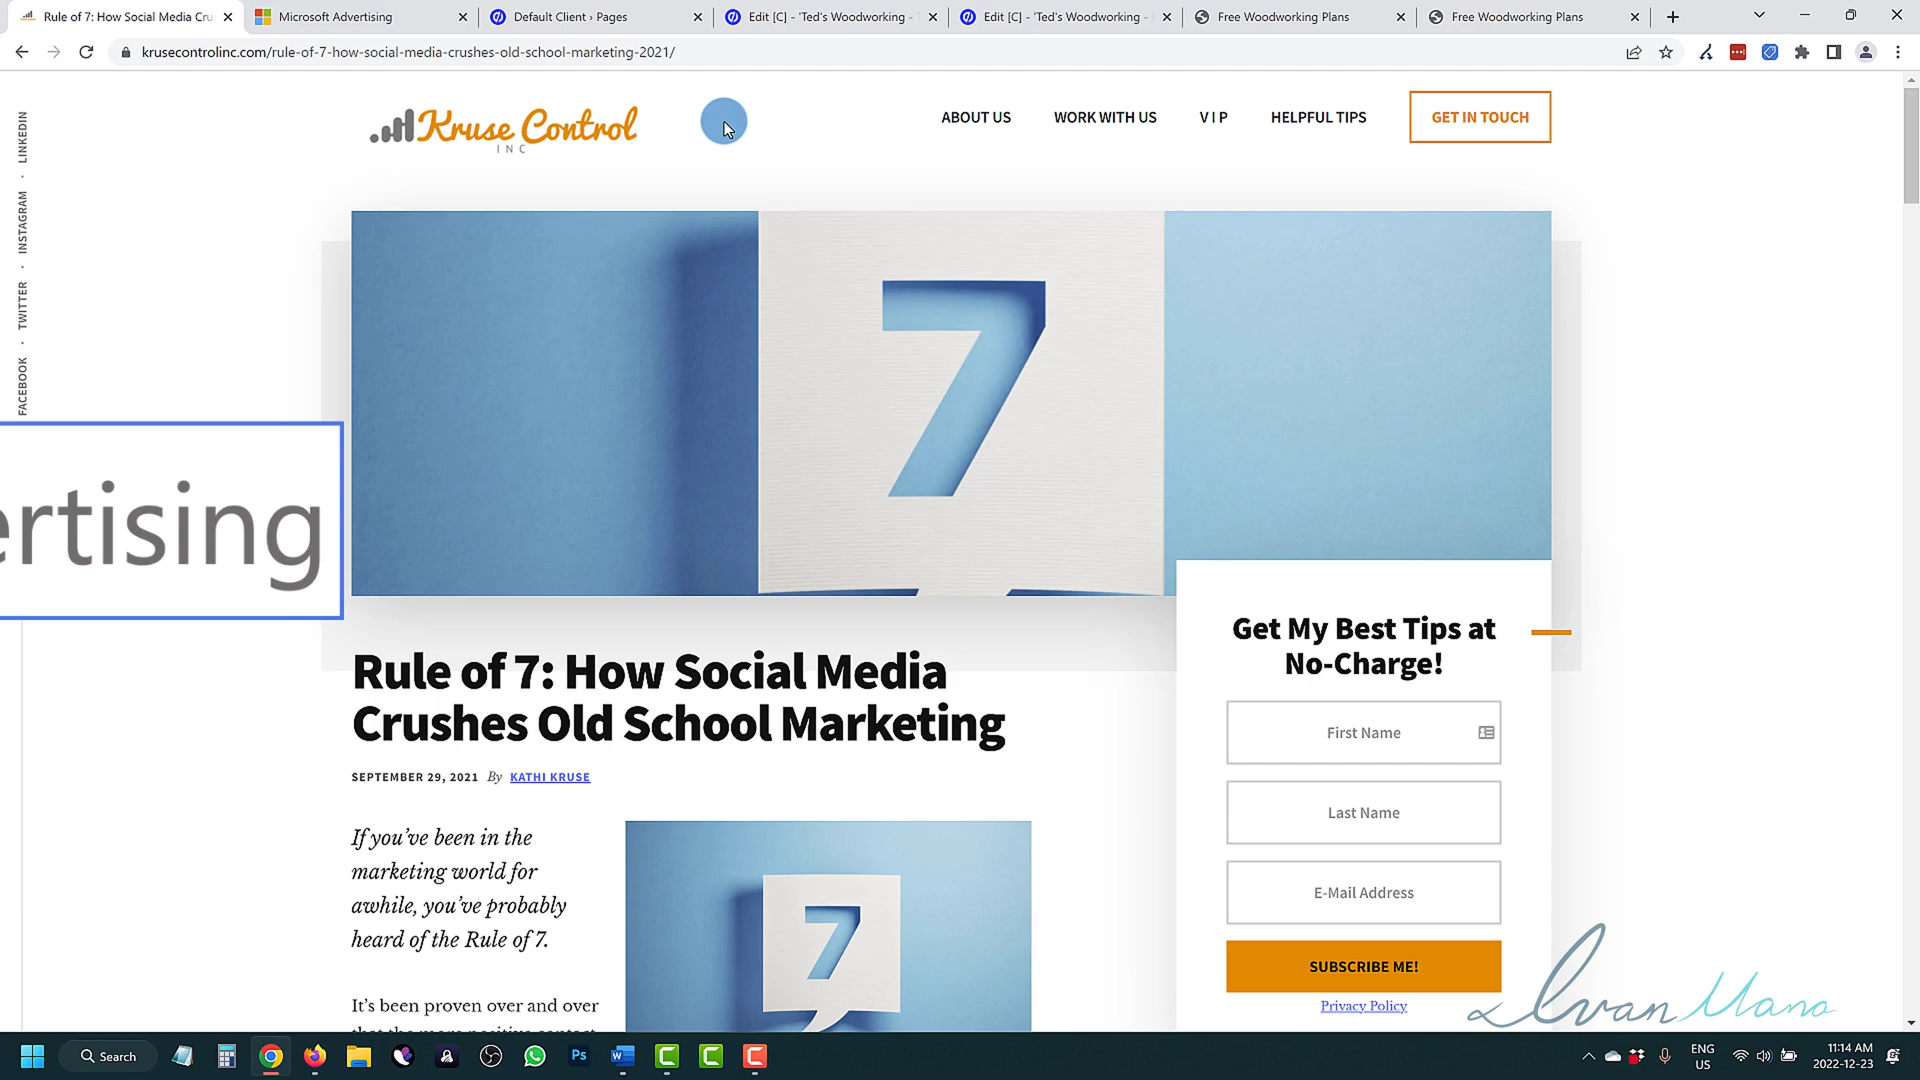 Rule of 7: How Social Media Cru
Microsoft Advertising
Default Client › Pages
Edit [C] - 'Ted's Woodworking -
Edit [C] - 'Ted's Woodworking -
Free Woodworking Plans
Free Woodworking Plans
krusecontrolinc.com/rule-of-7-how-social-media-crushes-old-school-marketing-2021/
Kruse Control
INC
ABOUT US
WORK WITH US
V I P
HELPFUL TIPS
GET IN TOUCH
FACEBOOK · TWITTER · INSTAGRAM · LINKEDIN
7
ertising
Rule of 7: How Social Media
Crushes Old School Marketing
SEPTEMBER 29, 2021 By KATHI KRUSE
If you've been in the
marketing world for
awhile, you've probably
heard of the Rule of 7.
It's been proven over and over
7
Get My Best Tips at
No-Charge!
First Name
Last Name
E-Mail Address
SUBSCRIBE ME!
Privacy Policy
Ivan Mana
Search
Ps
ENG
US
11:14 AM
2022-12-23